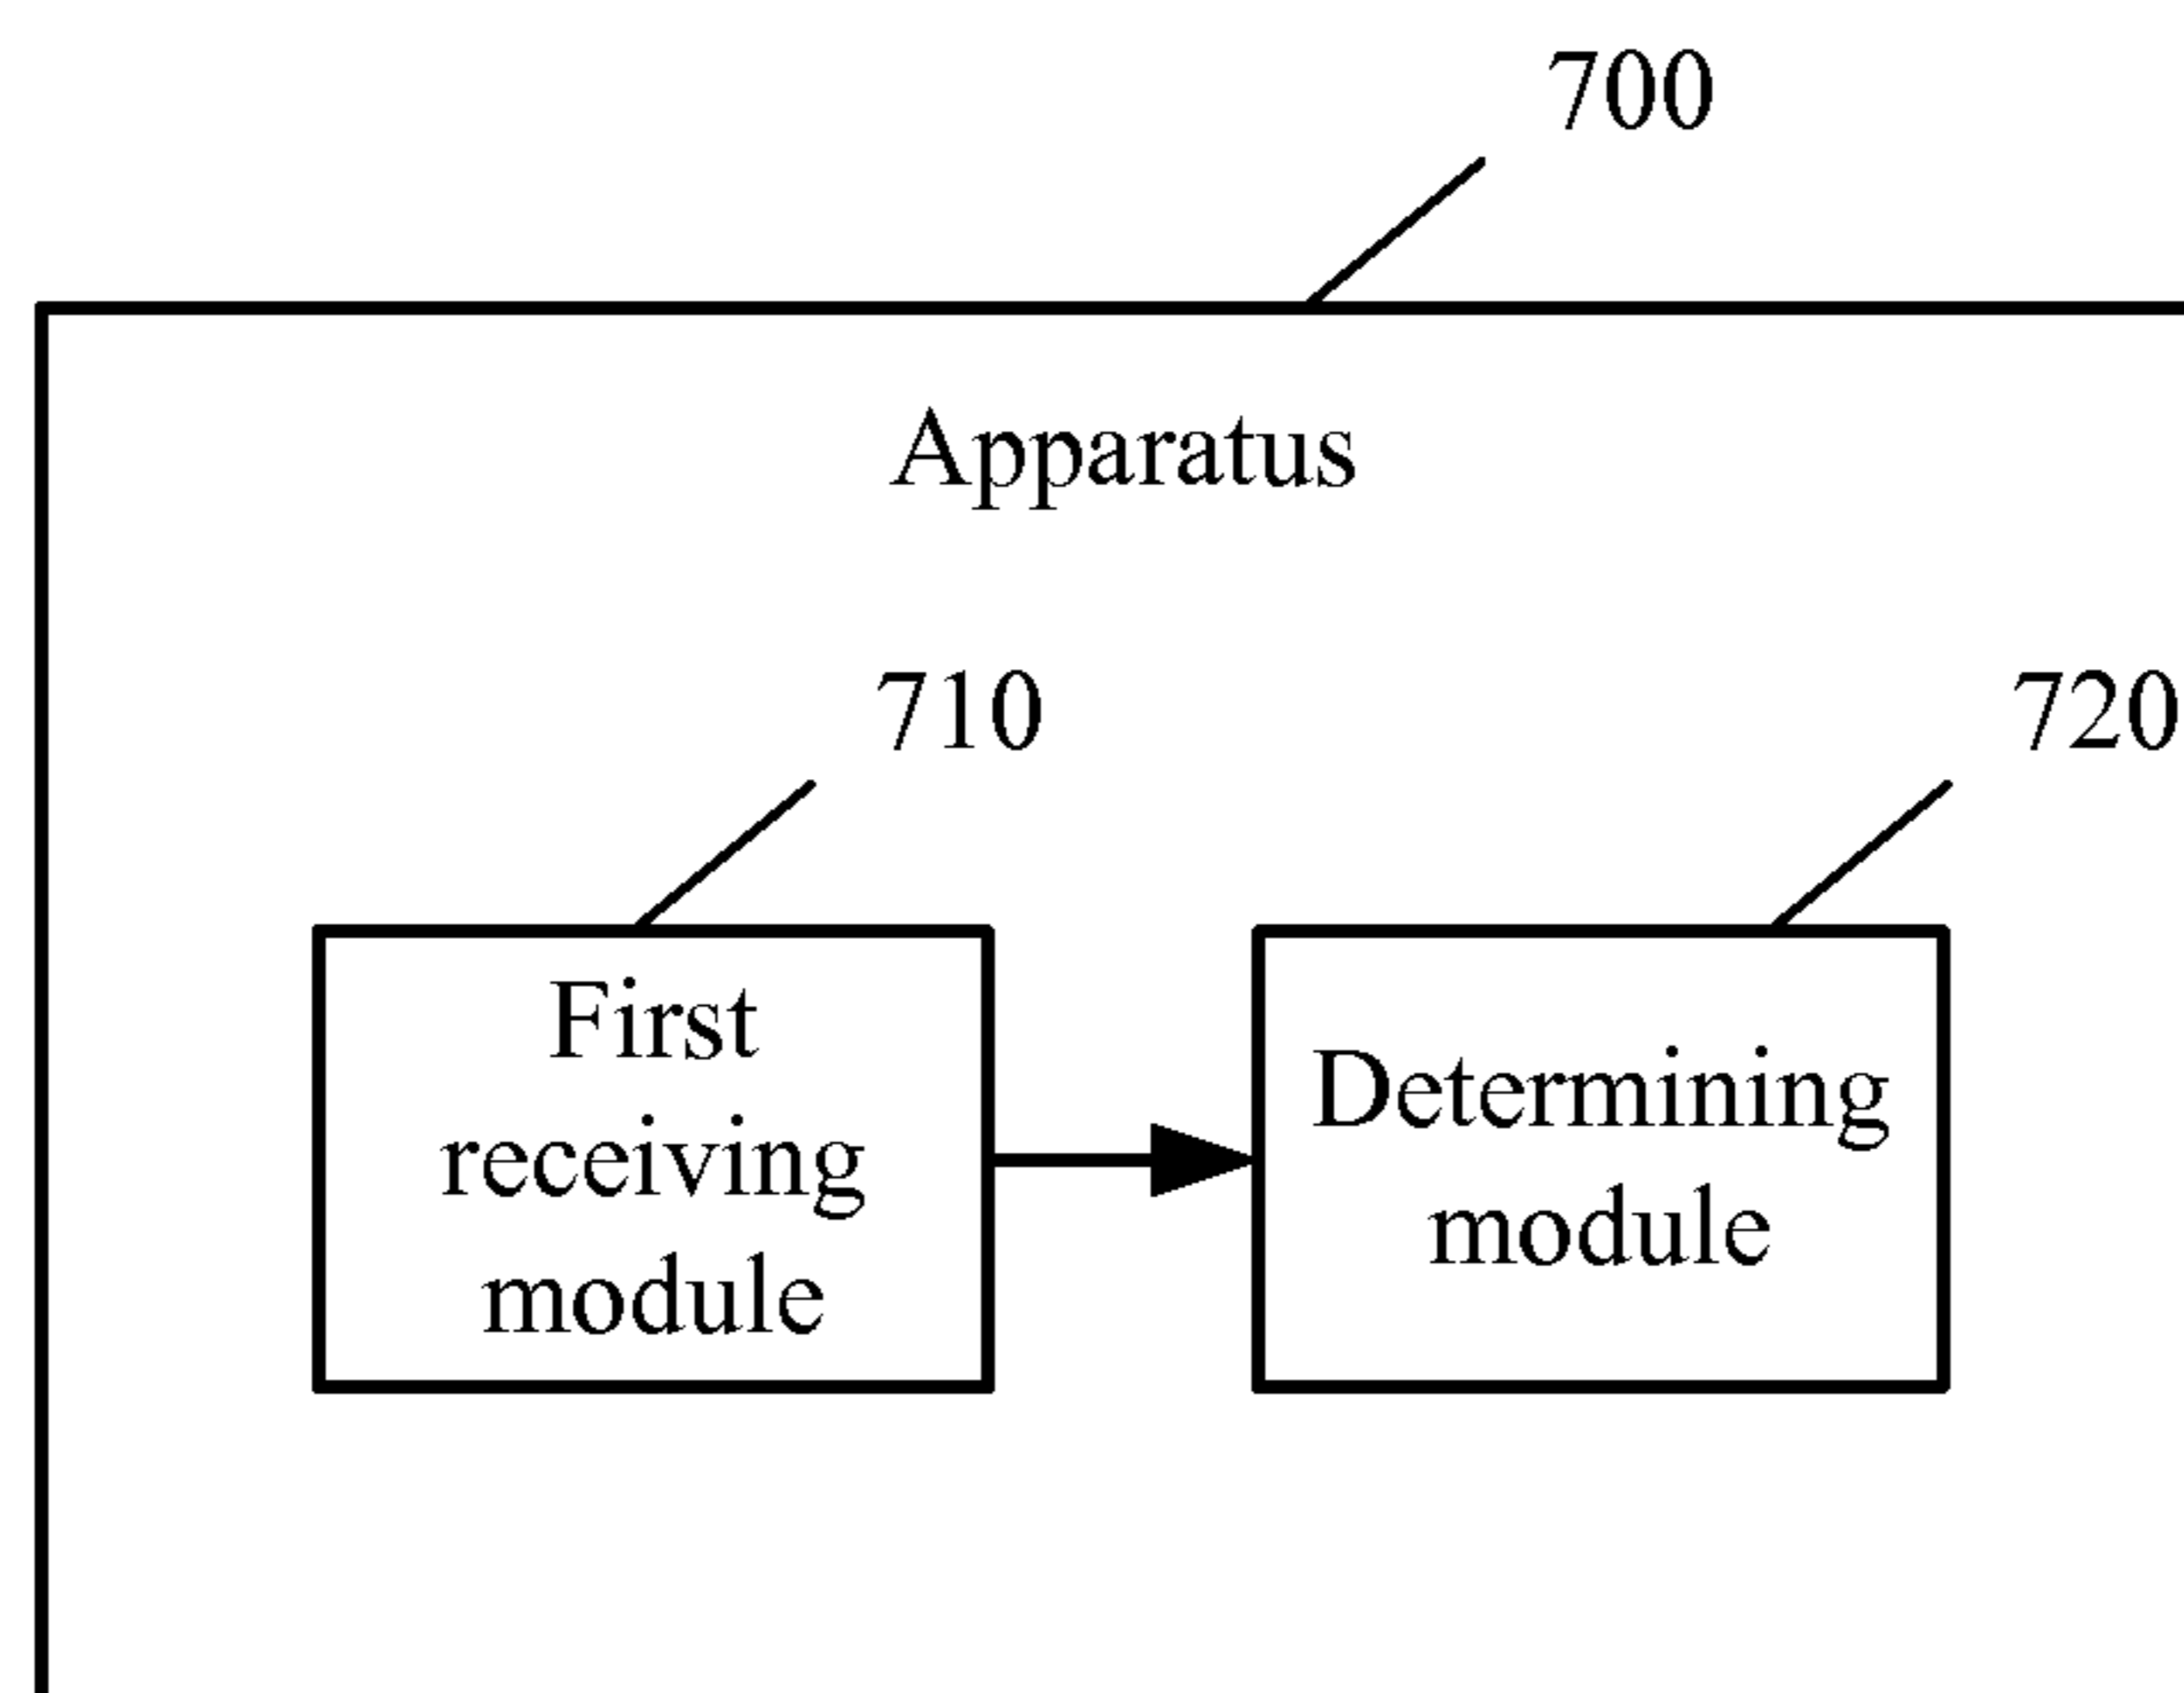 700
Apparatus
710
720
First
receiving
module
Determining
module